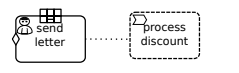 send
letter
process
discount